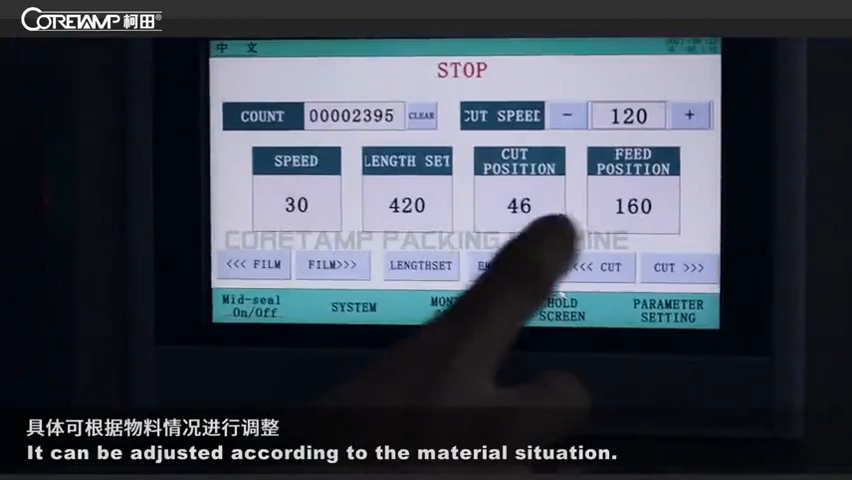 CORETAMP 柯田®
中 文
STOP
COUNT 00002395 CLEAR CUT SPEED - 120 +
SPEED LENGTH SET CUT POSITION FEED POSITION
30 420 46 160
CORETAMP PACKING MACHINE
<<< FILM FILM>>> LENGTHSET <<< CUT CUT >>>
Mid-seal On/Off SYSTEM HOLD SCREEN PARAMETER SETTING
具体可根据物料情况进行调整
It can be adjusted according to the material situation.